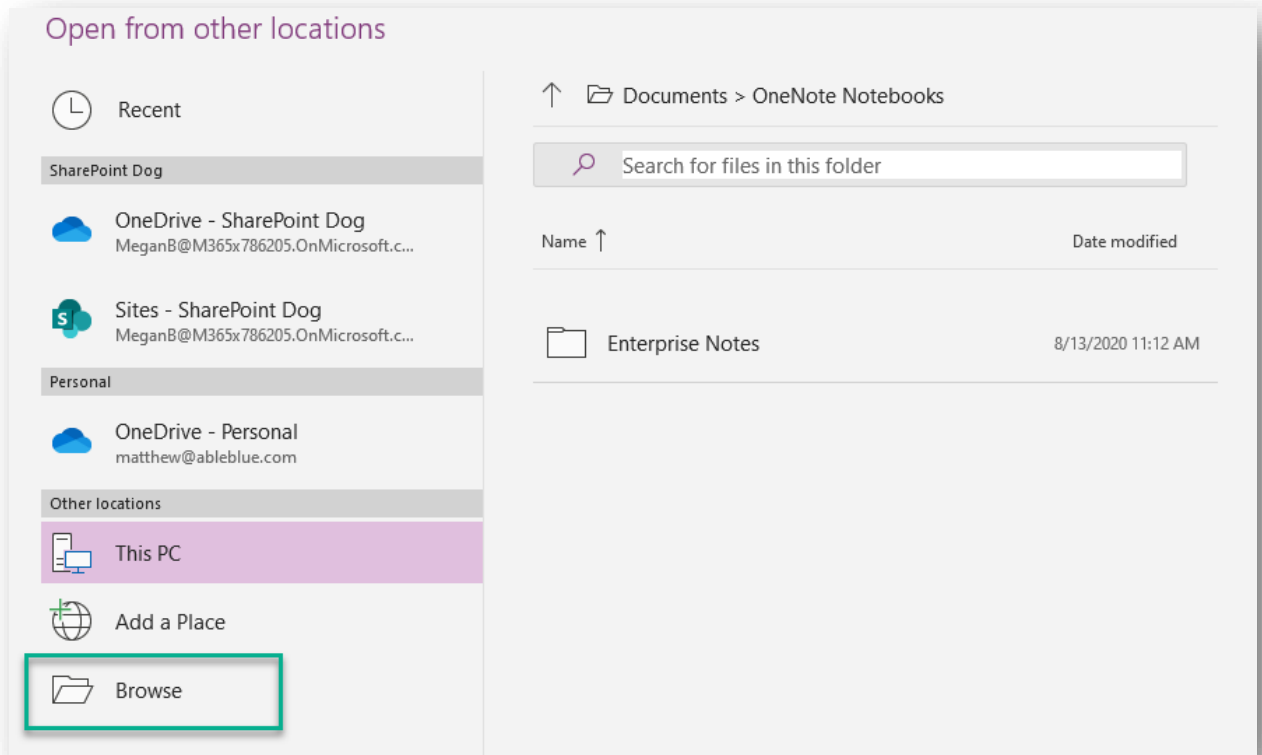 Open from other locations
Recent
SharePoint Dog
OneDrive - SharePoint Dog
MeganB@M365x786205.OnMicrosoft.c...
Sites - SharePoint Dog
MeganB@M365x786205.OnMicrosoft.c...
Personal
OneDrive - Personal
matthew@ableblue.com
Other locations
This PC
Add a Place
Browse
Documents > OneNote Notebooks
Search for files in this folder
Name ↑ Date modified
Enterprise Notes 8/13/2020 11:12 AM